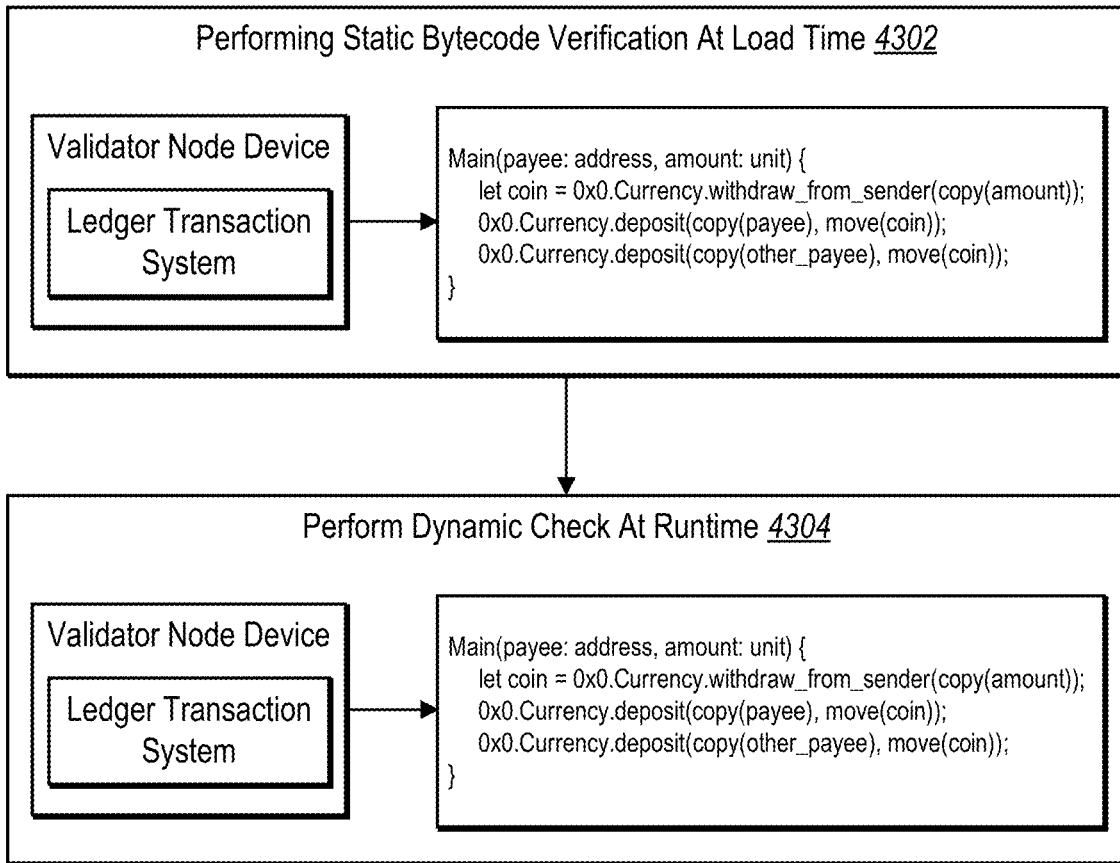 Performing Static Bytecode Verification At Load Time 4302
Validator Node Device
Ledger Transaction
System
Main(payee: address, amount: unit) {
let coin = 0x0.Currency.withdraw_from_sender(copy(amount));
0x0.Currency.deposit(copy(payee), move(coin));
0x0.Currency.deposit(copy(other_payee), move(coin));
}
Perform Dynamic Check At Runtime 4304
Validator Node Device
Ledger Transaction
System
Main(payee: address, amount: unit) {
let coin = 0x0.Currency.withdraw_from_sender(copy(amount));
0x0.Currency.deposit(copy(payee), move(coin));
0x0.Currency.deposit(copy(other_payee), move(coin));
}